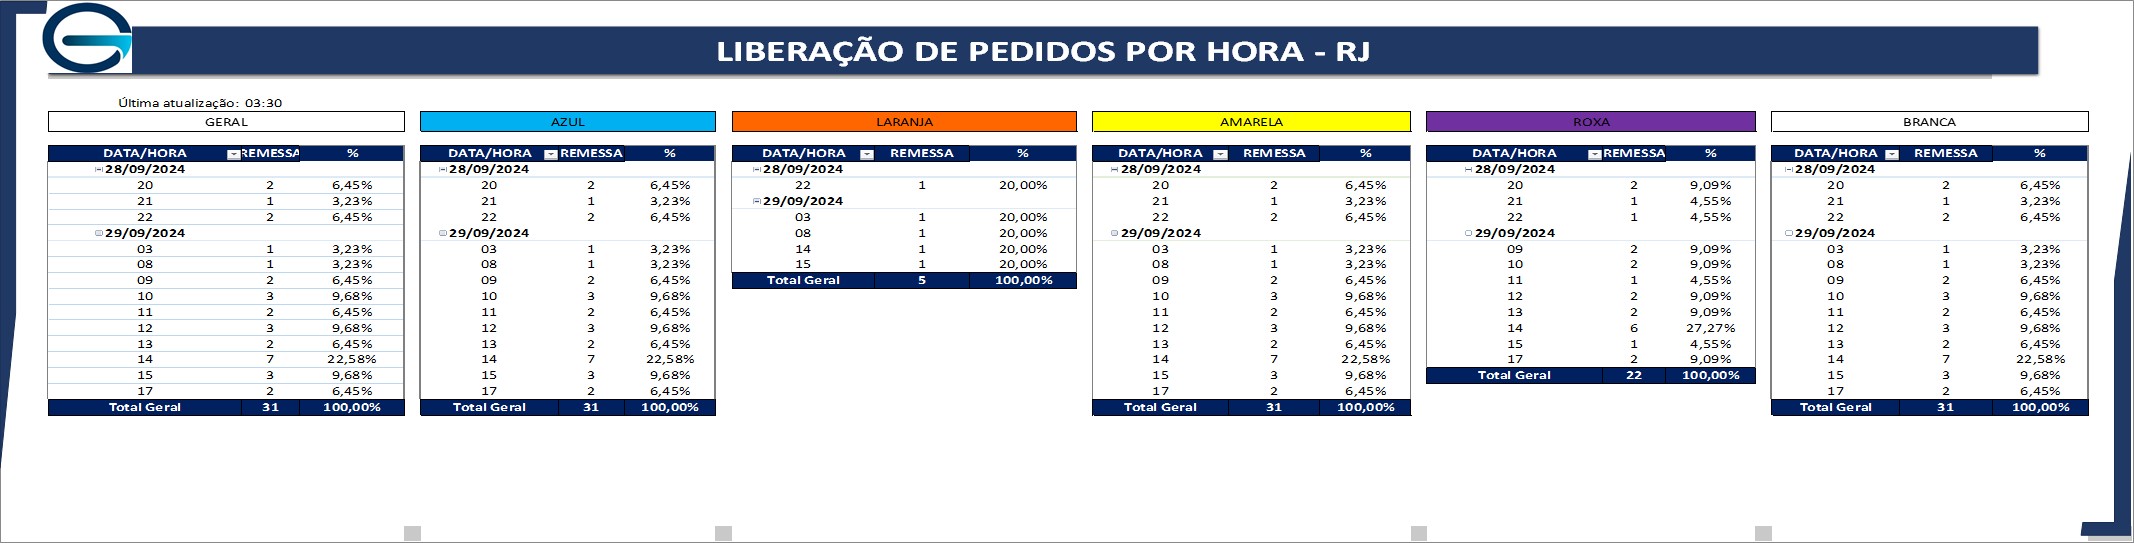 LIBERAÇÃO DE PEDIDOS POR HORA - RJ
Última atualização: 03:30
GERAL
DATA/HORA REMESSA %
28/09/2024
20 2 6,45%
21 1 3,23%
22 2 6,45%
29/09/2024
03 1 3,23%
08 1 3,23%
09 2 6,45%
10 3 9,68%
11 2 6,45%
12 3 9,68%
13 2 6,45%
14 7 22,58%
15 3 9,68%
17 2 6,45%
Total Geral 31 100,00%
AZUL
DATA/HORA REMESSA %
28/09/2024
20 2 6,45%
21 1 3,23%
22 2 6,45%
29/09/2024
03 1 3,23%
08 1 3,23%
09 2 6,45%
10 3 9,68%
11 2 6,45%
12 3 9,68%
13 2 6,45%
14 7 22,58%
15 3 9,68%
17 2 6,45%
Total Geral 31 100,00%
LARANJA
DATA/HORA REMESSA %
28/09/2024
22 1 20,00%
29/09/2024
03 1 20,00%
08 1 20,00%
14 1 20,00%
15 1 20,00%
Total Geral 5 100,00%
AMARELA
DATA/HORA REMESSA %
28/09/2024
20 2 6,45%
21 1 3,23%
22 2 6,45%
29/09/2024
03 1 3,23%
08 1 3,23%
09 2 6,45%
10 3 9,68%
11 2 6,45%
12 3 9,68%
13 2 6,45%
14 7 22,58%
15 3 9,68%
17 2 6,45%
Total Geral 31 100,00%
ROXA
DATA/HORA REMESSA %
28/09/2024
20 2 9,09%
21 1 4,55%
22 1 4,55%
29/09/2024
09 2 9,09%
10 2 9,09%
11 1 4,55%
12 2 9,09%
13 2 9,09%
14 6 27,27%
15 1 4,55%
17 2 9,09%
Total Geral 22 100,00%
BRANCA
DATA/HORA REMESSA %
28/09/2024
20 2 6,45%
21 1 3,23%
22 2 6,45%
29/09/2024
03 1 3,23%
08 1 3,23%
09 2 6,45%
10 3 9,68%
11 2 6,45%
12 3 9,68%
13 2 6,45%
14 7 22,58%
15 3 9,68%
17 2 6,45%
Total Geral 31 100,00%